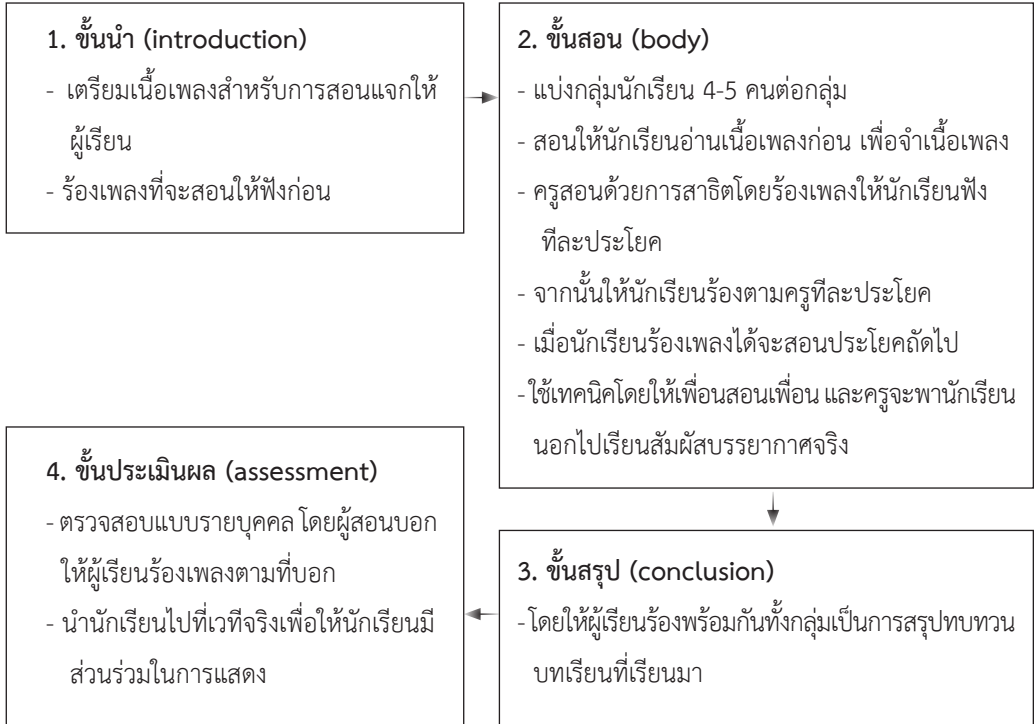 1. ขั้นนำ (introduction)
- เตรียมเนื้อเพลงสำหรับการสอนแจกให้
ผู้เรียน
- ร้องเพลงที่จะสอนให้ฟังก่อน
2. ขั้นสอน (body)
- แบ่งกลุ่มนักเรียน 4-5 คนต่อกลุ่ม
- สอนให้นักเรียนอ่านเนื้อเพลงก่อน เพื่อจำเนื้อเพลง
- ครูสอนด้วยการสาธิตโดยร้องเพลงให้นักเรียนฟัง
ทีละประโยค
- จากนั้นให้นักเรียนร้องตามครูทีละประโยค
- เมื่อนักเรียนร้องเพลงได้จะสอนประโยคถัดไป
- ใช้เทคนิคโดยให้เพื่อนสอนเพื่อน และครูจะพานักเรียน
นอกไปเรียนสัมผัสบรรยากาศจริง
3. ขั้นสรุป (conclusion)
- โดยให้ผู้เรียนร้องพร้อมกันทั้งกลุ่มเป็นการสรุปทบทวน
บทเรียนที่เรียนมา
4. ขั้นประเมินผล (assessment)
- ตรวจสอบแบบรายบุคคล โดยผู้สอนบอก
ให้ผู้เรียนร้องเพลงตามที่บอก
- นำนักเรียนไปที่เวทีจริงเพื่อให้นักเรียนมี
ส่วนร่วมในการแสดง